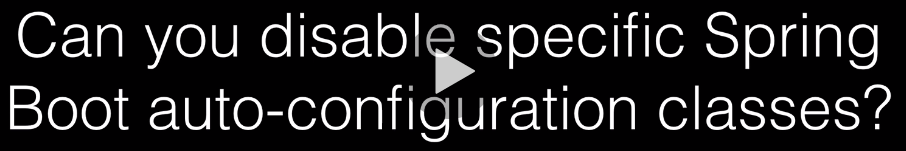 Can you disable specific Spring
Boot auto-configuration classes?